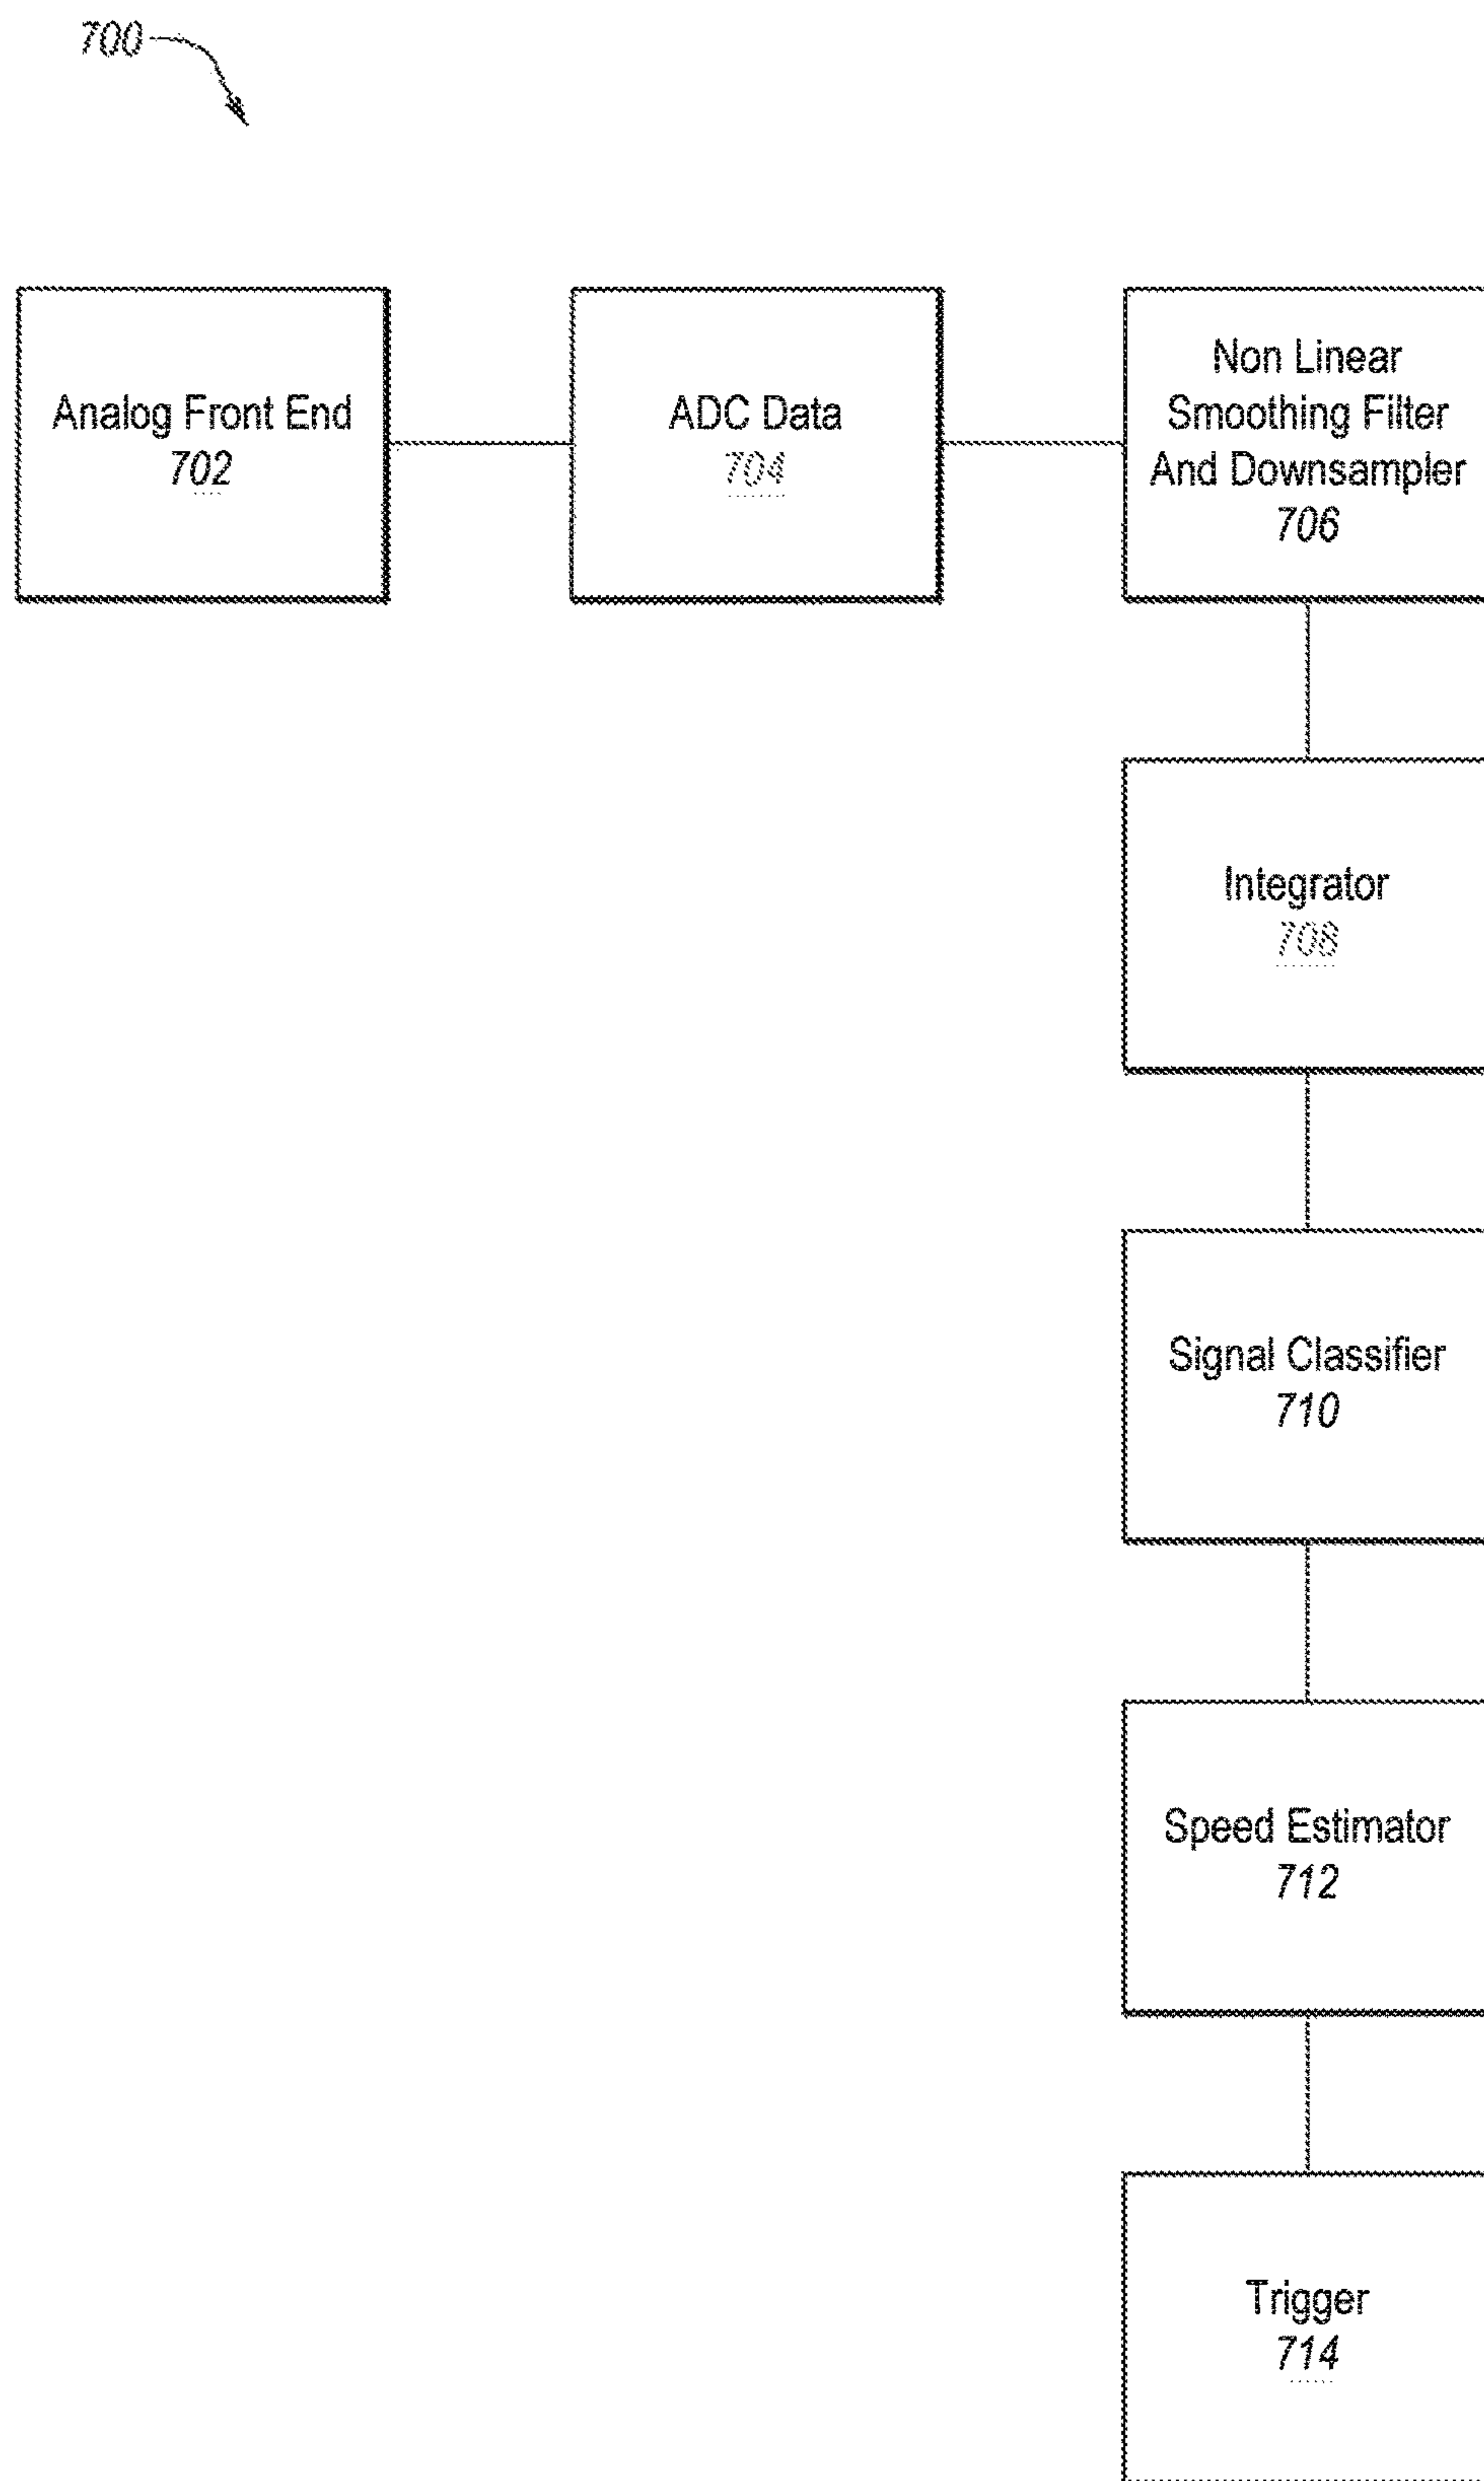 700
Analog Front End
702
ADC Data
704
Non Linear
Smoothing Filter
And Downsampler
706
Integrator
708
Signal Classifier
710
Speed Estimator
712
Trigger
714